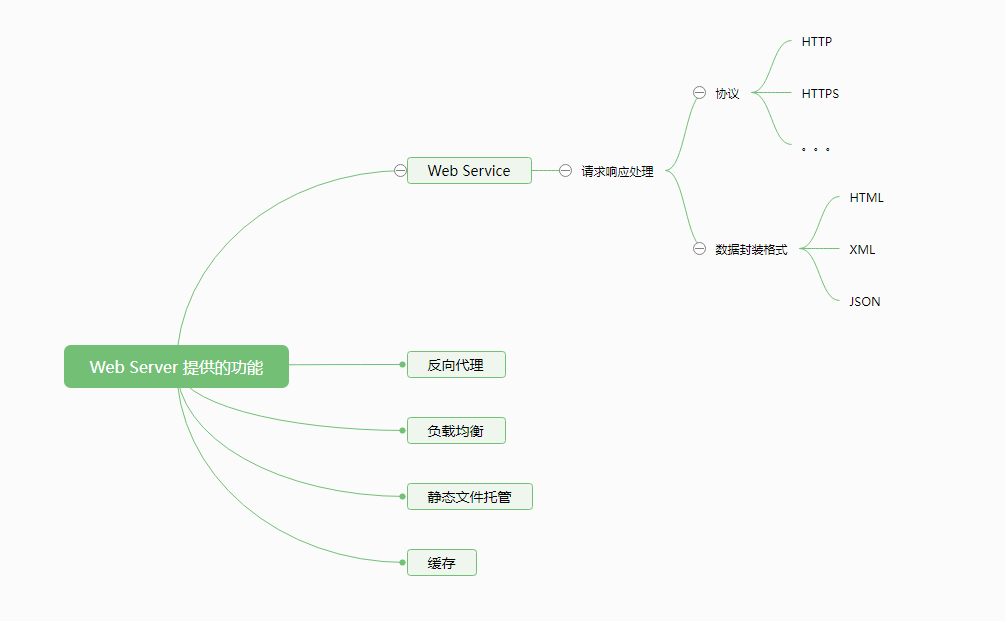 Web Server 提供的功能
Web Service
请求响应处理
协议
HTTP
HTTPS
。。。
数据封装格式
HTML
XML
JSON
反向代理
负载均衡
静态文件托管
缓存